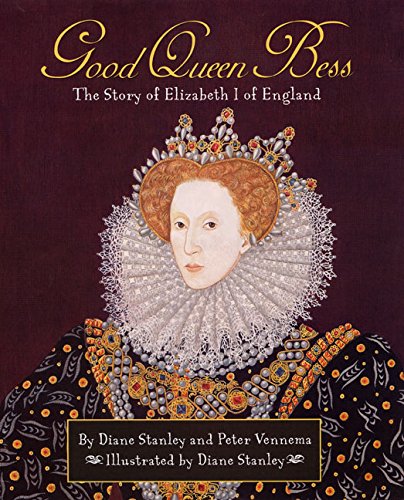 Good Queen Bess
The Story of Elizabeth I of England
By Diane Stanley and Peter Vennema
Illustrated by Diane Stanley